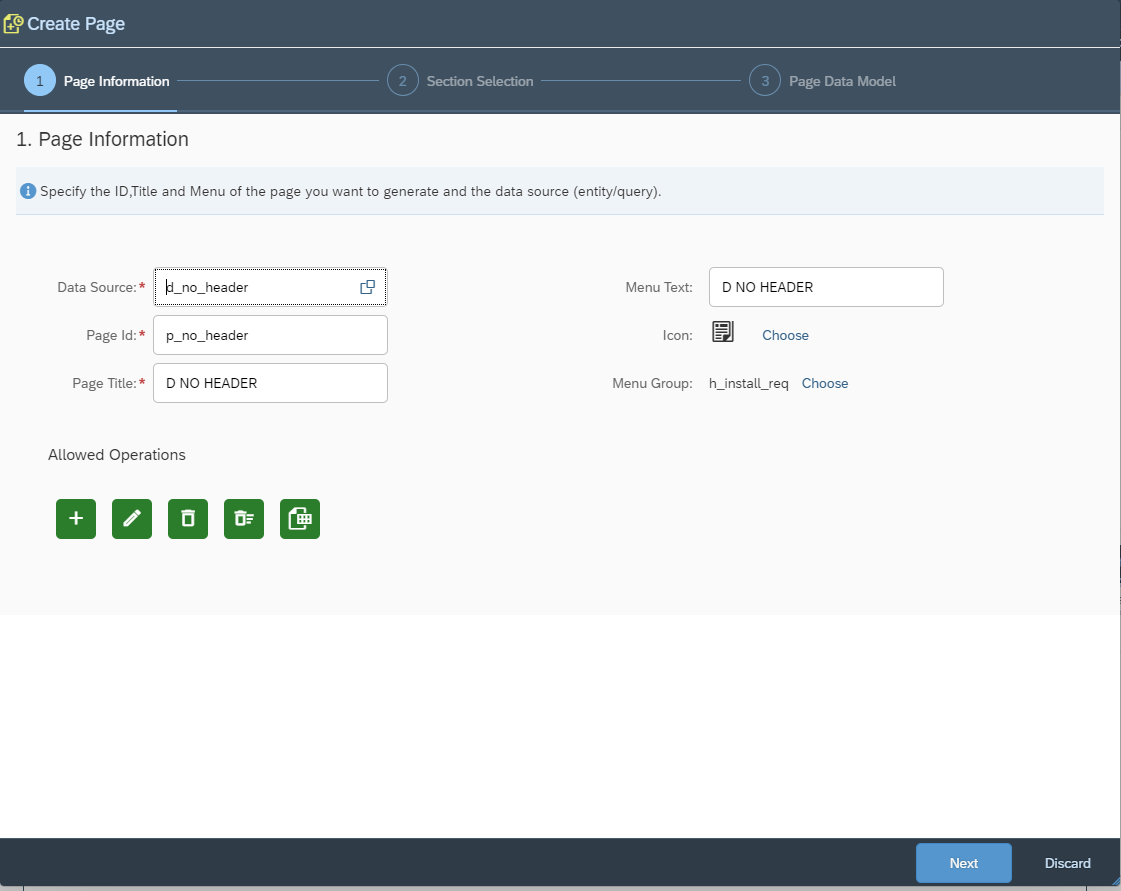 Create Page
1 Page Information 2 Section Selection 3 Page Data Model
1. Page Information
Specify the ID,Title and Menu of the page you want to generate and the data source (entity/query).
Data Source:* d_no_header Menu Text: D NO HEADER
Page Id:* p_no_header Icon: Choose
Page Title:* D NO HEADER Menu Group: h_install_req Choose
Allowed Operations
Next Discard